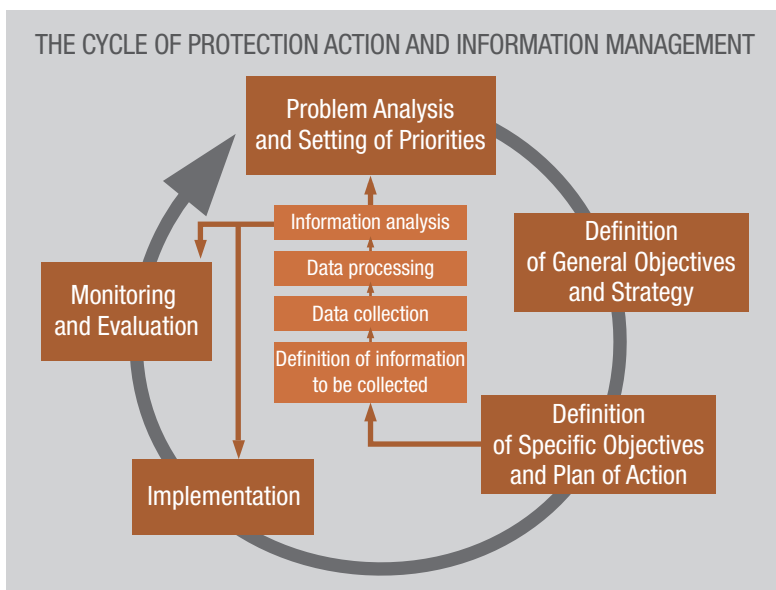 THE CYCLE OF PROTECTION ACTION AND INFORMATION MANAGEMENT
Problem Analysis
and Setting of Priorities
Information analysis
Data processing
Data collection
Definition of information
to be collected
Definition
of General Objectives
and Strategy
Definition
of Specific Objectives
and Plan of Action
Implementation
Monitoring
and Evaluation